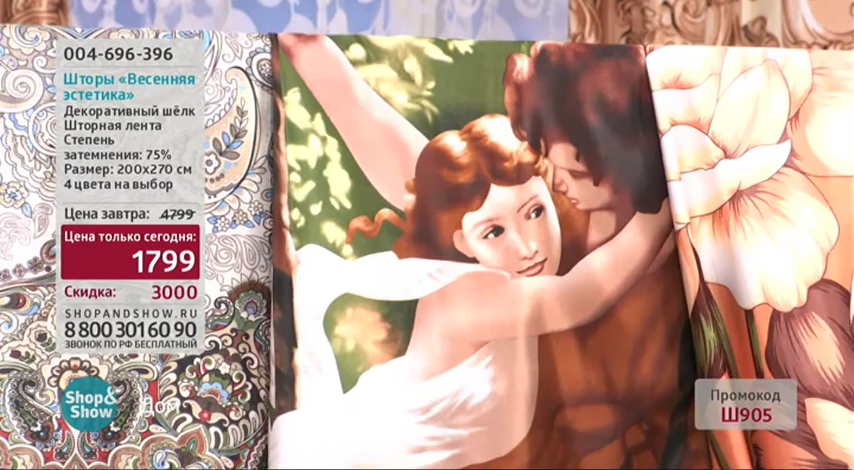 004-696-396
Шторы «Весенняя
эстетика»
Декоративный шёлк
Шторная лента
Степень
затемнения: 75%
Размер: 200х270 см
4 цвета на выбор
Цена завтра: 4799
Цена только сегодня:
1799
Скидка: 3000
SHOPANDSHOW.RU
8 800 301 60 90
ЗВОНОК ПО РФ БЕСПЛАТНЫЙ
Shop&
Show
Дом
Промокод
Ш905